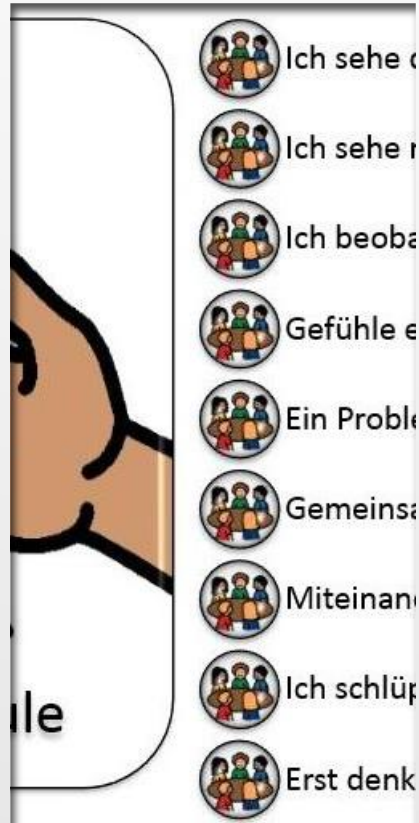 Ich sehe
Ich sehe
Ich beoba
Gefühle e
Ein Proble
Gemeinsa
Miteinan
Ich schlüp
Erst denk
ule